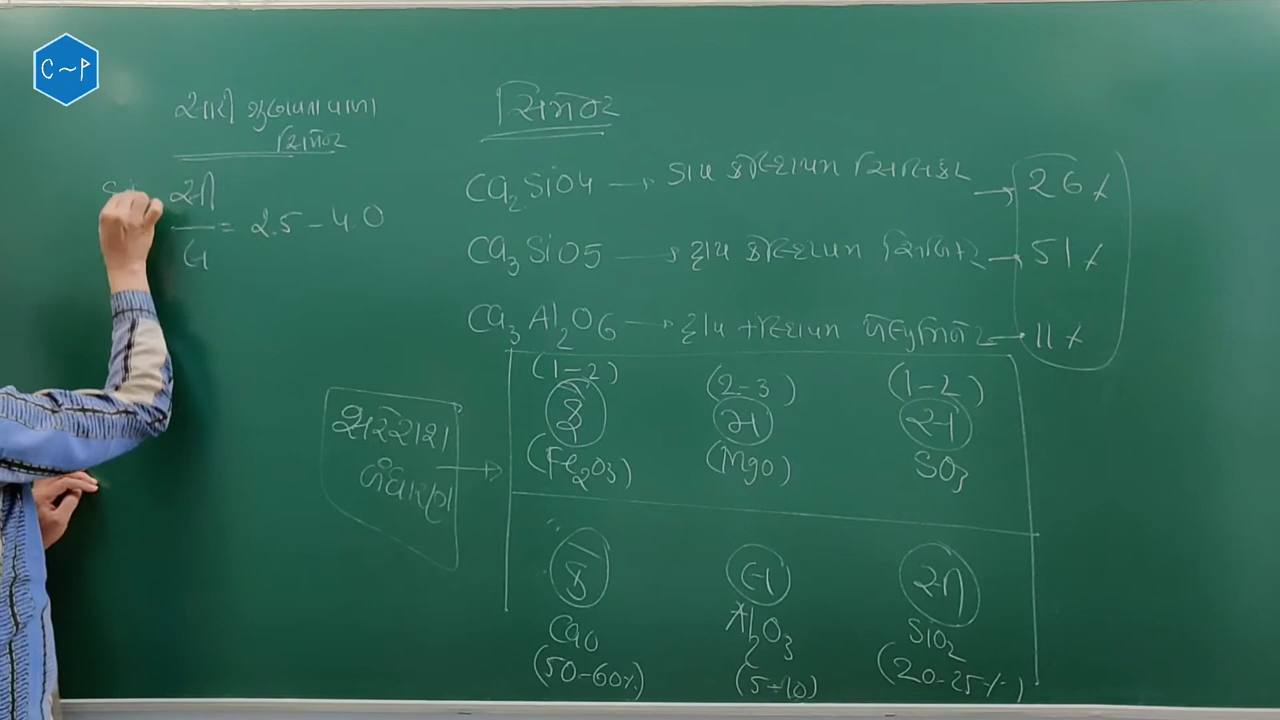 C~P
સારી ગુણવત્તા વાળા
સિમેન્ટ
સી
= 2.5 - 4.0
લ
સિમેન્ટ
Ca2SiO4 → ડાય કેલ્શિયમ સિલિકેટ → 26%
Ca3SiO5 → ટ્રાય કેલ્શિયમ સિલિકેટ → 51%
Ca3Al2O6 → ટ્રાય કેલ્શિયમ એલ્યુમિનેટ → 11%
(1-2) (2-3) (1-2)
ફે મ સ
(Fe2O3) (MgO) SO3
સરેરાશ
બંધારણ
કે લ સી
CaO Al2O3 SiO2
(50-60%) (5-10) (20-25%)